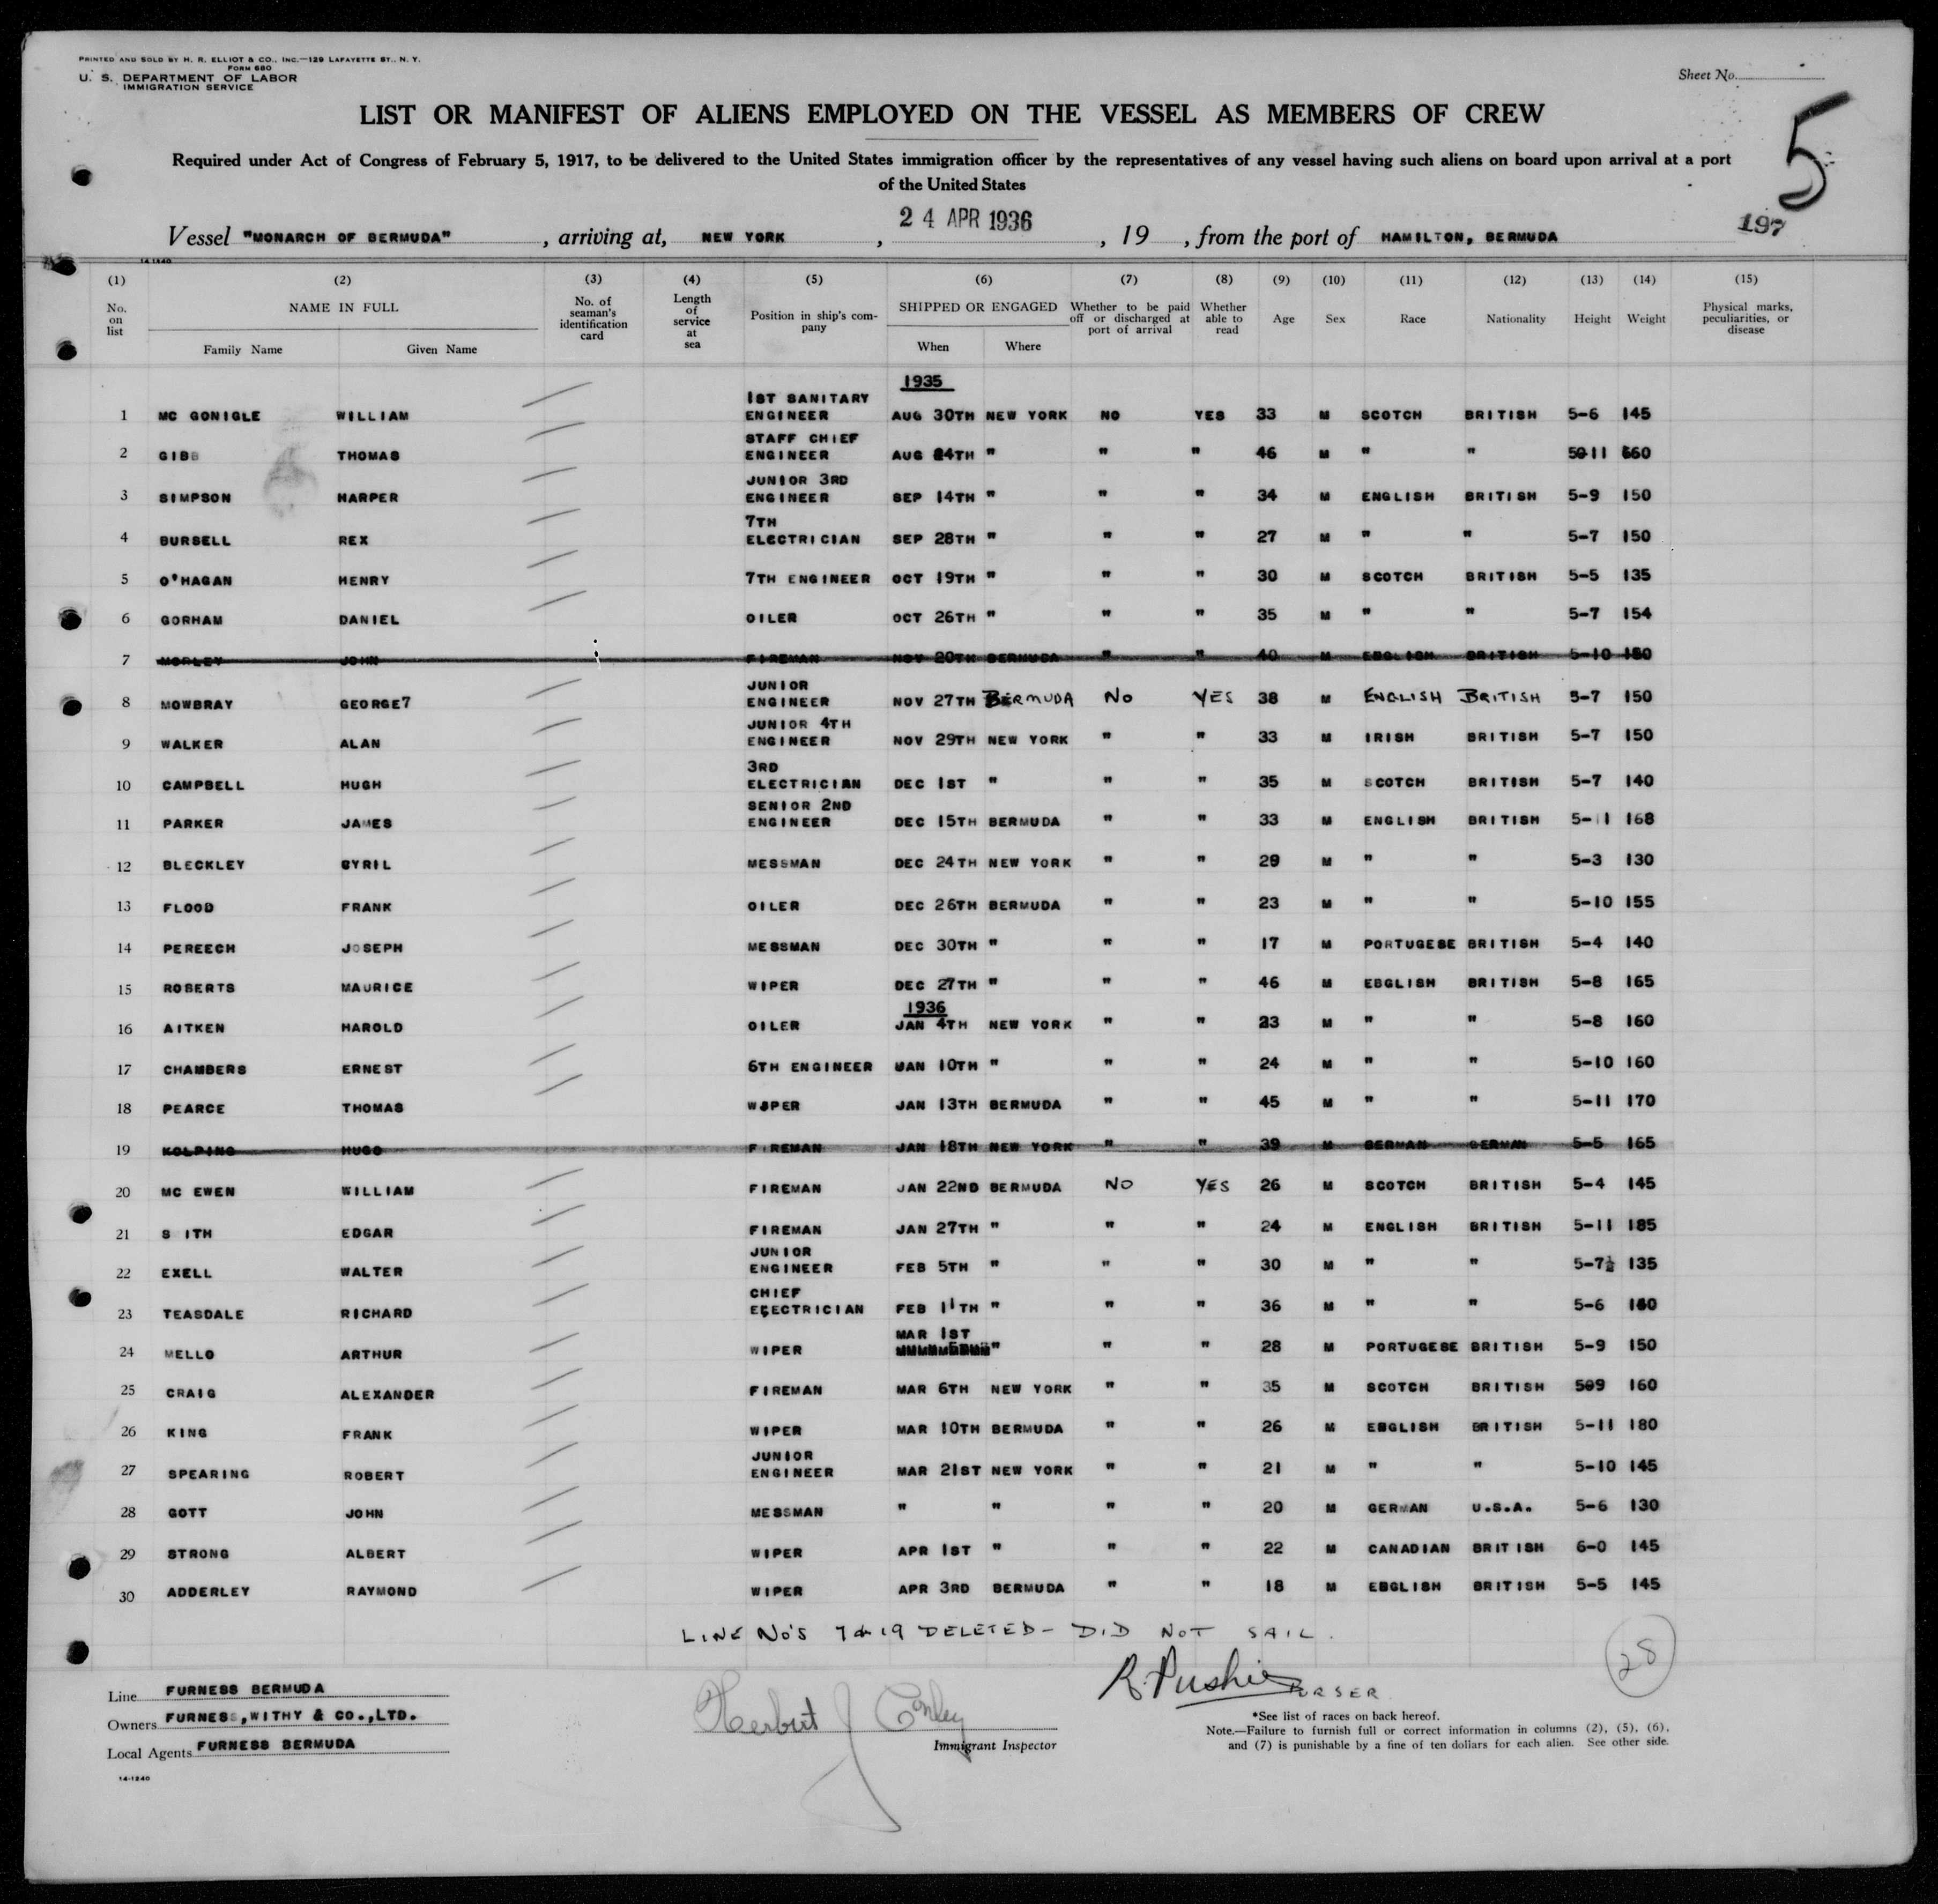 PRINTED AND SOLD BY H. R. ELLIOT & CO., INC.—129 LAFAYETTE ST., N. Y.
FORM 680
U. S. DEPARTMENT OF LABOR
IMMIGRATION SERVICE
Sheet No.
LIST OR MANIFEST OF ALIENS EMPLOYED ON THE VESSEL AS MEMBERS OF CREW
5
Required under Act of Congress of February 5, 1917, to be delivered to the United States immigration officer by the representatives of any vessel having such aliens on board upon arrival at a port
of the United States
24 APR 1936
Vessel "MONARCH OF BERMUDA", arriving at, NEW YORK, , 19 , from the port of HAMILTON, BERMUDA
197
14-1240
(1) (2) (3) (4) (5) (6) (7) (8) (9) (10) (11) (12) (13) (14) (15)
No. on list NAME IN FULL Family Name Given Name No. of seaman's identification card Length of service at sea Position in ship's company SHIPPED OR ENGAGED When Where Whether to be paid off or discharged at port of arrival Whether able to read Age Sex Race Nationality Height Weight Physical marks, peculiarities, or disease
1935
1 MC GONIGLE WILLIAM 1ST SANITARY ENGINEER AUG 30TH NEW YORK NO YES 33 M SCOTCH BRITISH 5-6 145
2 GIBB THOMAS STAFF CHIEF ENGINEER AUG 24TH " " " 46 M " " 5011
3 SIMPSON HARPER JUNIOR 3RD ENGINEER SEP 14TH " " " 34 M ENGLISH BRITISH 5-9 150
4 BURSELL REX 7TH ELECTRICIAN SEP 28TH " " " 27 M " " 5-7 150
5 O'HAGAN HENRY 7TH ENGINEER OCT 19TH " " " 30 M SCOTCH BRITISH 5-5 135
6 GORHAM DANIEL OILER OCT 26TH " " " 35 M " " 5-7 154
7 MORLEY JOHN FIREMAN NOV 20TH BERMUDA " " 40 M EBGLISH BRITISH 5-10 180
8 MOWBRAY GEORGE7 JUNIOR ENGINEER NOV 27TH BERMUDA NO YES 38 M ENGLISH BRITISH 5-7 150
9 WALKER ALAN JUNIOR 4TH ENGINEER NOV 29TH NEW YORK " " 33 M IRISH BRITISH 5-7 150
10 CAMPBELL HUGH 3RD ELECTRICIAN DEC 1ST " " " 35 M SCOTCH BRITISH 5-7 140
11 PARKER JAMES SENIOR 2ND ENGINEER DEC 15TH BERMUDA " " 33 M ENGLISH BRITISH 5-11 168
12 BLECKLEY CYRIL MESSMAN DEC 24TH NEW YORK " " 29 M " " 5-3 130
13 FLOOD FRANK OILER DEC 26TH BERMUDA " " 23 M " " 5-10 155
14 PEREECH JOSEPH MESSMAN DEC 30TH " " " 17 M PORTUGESE BRITISH 5-4 140
15 ROBERTS MAURICE WIPER DEC 27TH " " " 46 M EBGLISH BRITISH 5-8 165
1936
16 AITKEN HAROLD OILER JAN 4TH NEW YORK " " 23 M " " 5-8 160
17 CHAMBERS ERNEST 6TH ENGINEER JAN 10TH " " " 24 M " " 5-10 160
18 PEARCE THOMAS WIPER JAN 13TH BERMUDA " " 45 M " " 5-11 170
19 KOLPING HUGO FIREMAN JAN 18TH NEW YORK " " 39 M GERMAN GERMAN 5-5 165
20 MC EWEN WILLIAM FIREMAN JAN 22ND BERMUDA NO YES 26 M SCOTCH BRITISH 5-4 145
21 S ITH EDGAR FIREMAN JAN 27TH " " " 24 M ENGLISH BRITISH 5-11 185
22 EXELL WALTER JUNIOR ENGINEER FEB 5TH " " " 30 M " " 5-7½ 135
23 TEASDALE RICHARD CHIEF ELECTRICIAN FEB 11TH " " " 36 M " " 5-6
24 MELLO ARTHUR WIPER MAR 1ST " " " 28 M PORTUGESE BRITISH 5-9 150
25 CRAIG ALEXANDER FIREMAN MAR 6TH NEW YORK " " 35 M SCOTCH BRITISH 509 160
26 KING FRANK WIPER MAR 10TH BERMUDA " " 26 M EBGLISH BRITISH 5-11 180
27 SPEARING ROBERT JUNIOR ENGINEER MAR 21ST NEW YORK " " 21 M " " 5-10 145
28 GOTT JOHN MESSMAN " " " " 20 M GERMAN U.S.A. 5-6 130
29 STRONG ALBERT WIPER APR 1ST " " " 22 M CANADIAN BRITISH 6-0 145
30 ADDERLEY RAYMOND WIPER APR 3RD BERMUDA " " 18 M EBGLISH BRITISH 5-5 145
LINE NO'S 7 & 19 DELETED - DID NOT SAIL.
28
Line FURNESS BERMUDA
Owners FURNESS, WITHY & CO., LTD.
Local Agents FURNESS BERMUDA
14-1240
Herbert J Conley
Immigrant Inspector
R. Pushie PURSER
*See list of races on back hereof.
Note.—Failure to furnish full or correct information in columns (2), (5), (6),
and (7) is punishable by a fine of ten dollars for each alien. See other side.